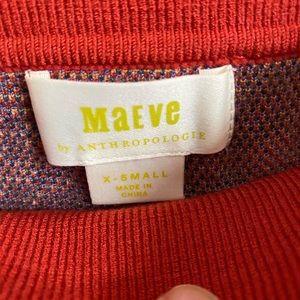 MaEve
by ANTHROPOLOGIE
X-SMALL
MADE IN
CHINA